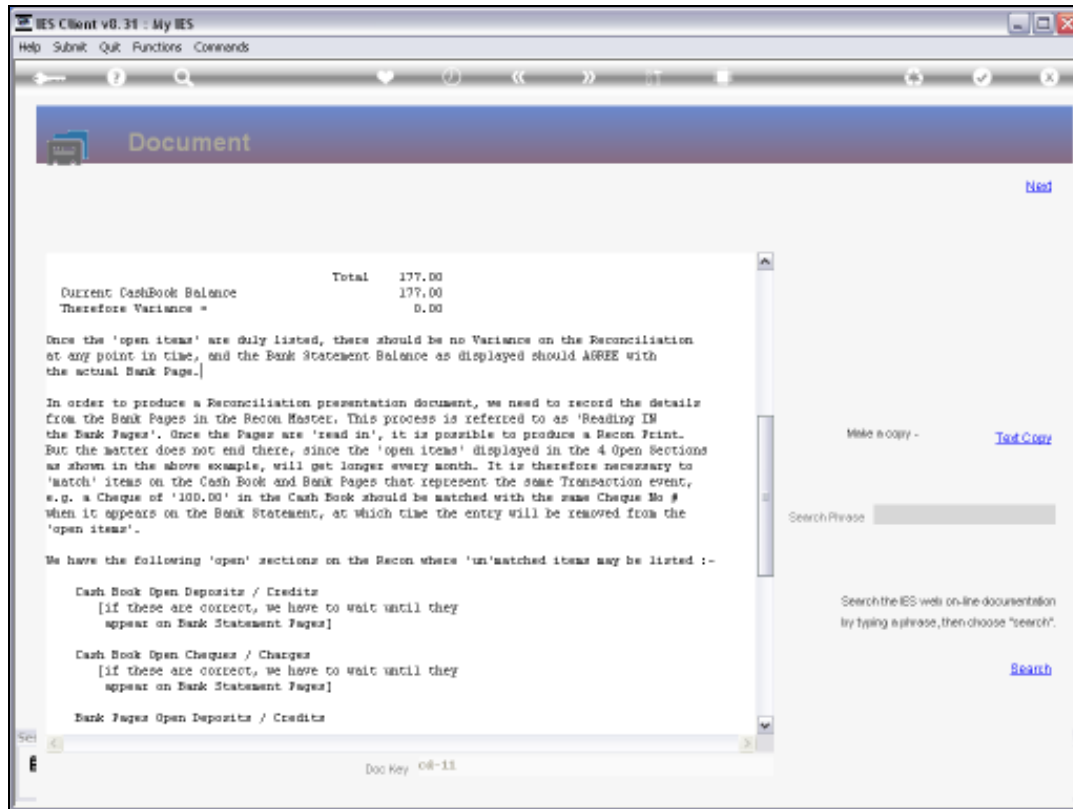 IES Client v8.31 : My IES
Help Submit Quit Functions Commands
Document
Next
Total 177.00
Current CashBook Balance 177.00
Therefore Variance = 0.00
Once the 'open items' are duly listed, there should be no Variance on the Reconciliation
at any point in time, and the Bank Statement Balance as displayed should AGREE with
the actual Bank Page.
In order to produce a Reconciliation presentation document, we need to record the details
from the Bank Pages in the Recon Master. This process is referred to as 'Reading IN
the Bank Pages'. Once the Pages are 'read in', it is possible to produce a Recon Print.
But the matter does not end there, since the 'open items' displayed in the 4 Open Sections
as shown in the above example, will get longer every month. It is therefore necessary to
'match' items on the Cash Book and Bank Pages that represent the same Transaction event,
e.g. a Cheque of '100.00' in the Cash Book should be matched with the same Cheque No #
when it appears on the Bank Statement, at which time the entry will be removed from the
'open items'.
We have the following 'open' sections on the Recon where 'un'matched items may be listed :-
Cash Book Open Deposits / Credits
[if these are correct, we have to wait until they
appear on Bank Statement Pages]
Cash Book Open Cheques / Charges
[if these are correct, we have to wait until they
appear on Bank Statement Pages]
Bank Pages Open Deposits / Credits
Make a copy -
Text Copy
Search Phrase
Search the IES web on-line documentation
by typing a phrase, then choose "search".
Search
Doc Key